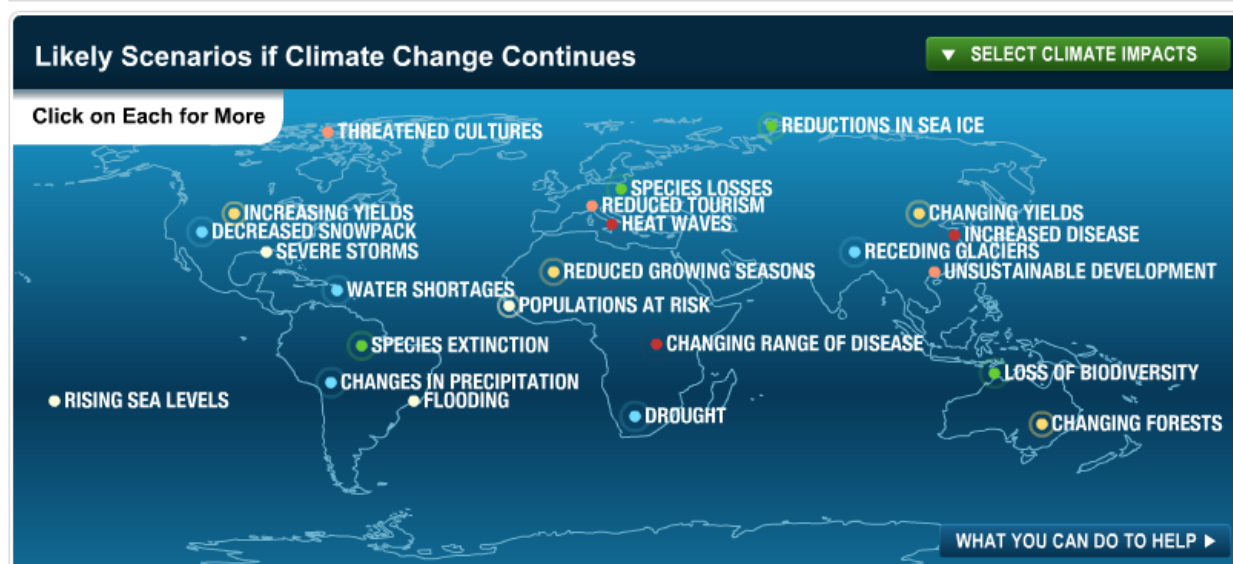 Likely Scenarios if Climate Change Continues
▼ SELECT CLIMATE IMPACTS
Click on Each for More
THREATENED CULTURES
REDUCTIONS IN SEA ICE
SPECIES LOSSES
REDUCED TOURISM
INCREASING YIELDS
CHANGING YIELDS
HEAT WAVES
DECREASED SNOWPACK
INCREASED DISEASE
SEVERE STORMS
RECEDING GLACIERS
REDUCED GROWING SEASONS
UNSUSTAINABLE DEVELOPMENT
WATER SHORTAGES
POPULATIONS AT RISK
SPECIES EXTINCTION
CHANGING RANGE OF DISEASE
LOSS OF BIODIVERSITY
CHANGES IN PRECIPITATION
RISING SEA LEVELS
FLOODING
DROUGHT
CHANGING FORESTS
WHAT YOU CAN DO TO HELP ►